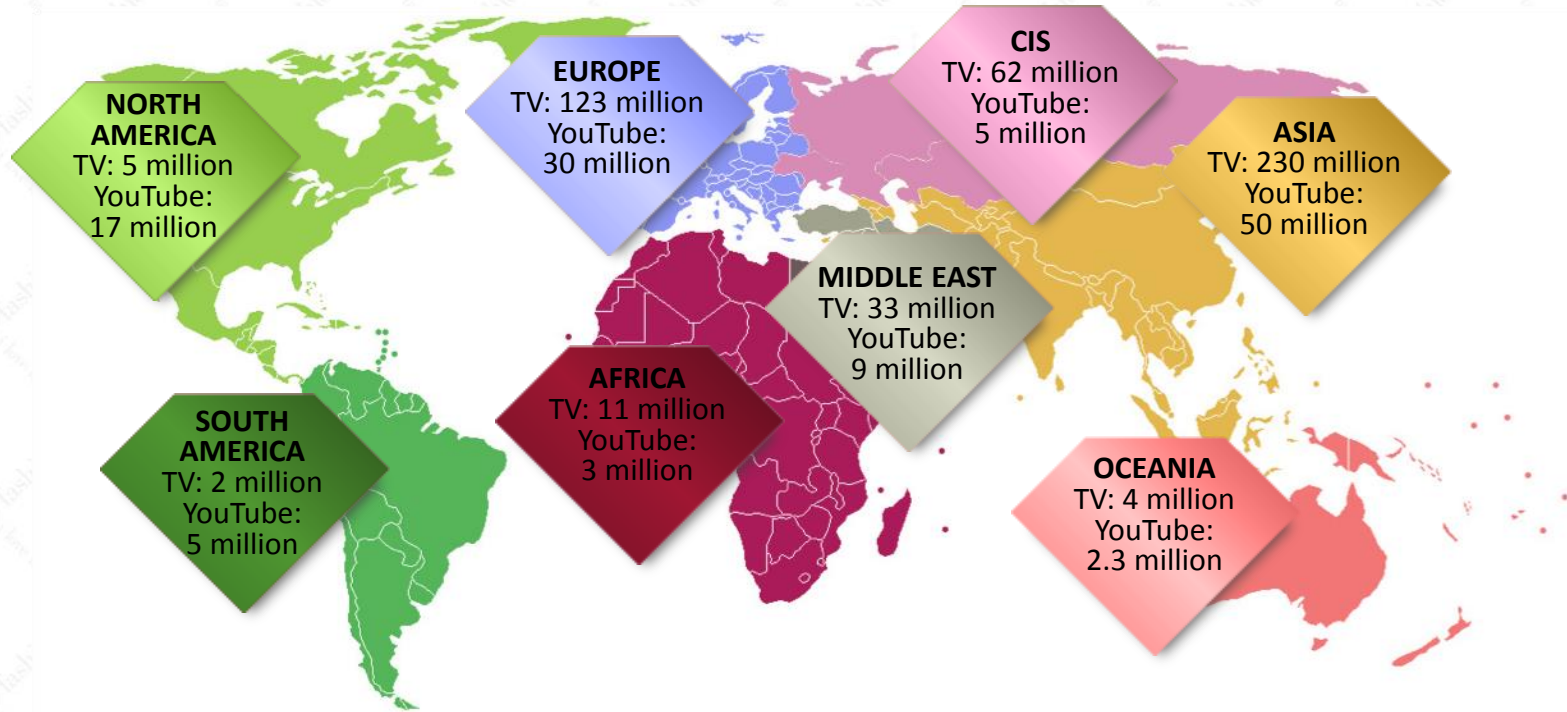 NORTH
AMERICA
TV: 5 million
YouTube:
17 million
EUROPE
TV: 123 million
YouTube:
30 million
CIS
TV: 62 million
YouTube:
5 million
ASIA
TV: 230 million
YouTube:
50 million
MIDDLE EAST
TV: 33 million
YouTube:
9 million
AFRICA
TV: 11 million
YouTube:
3 million
SOUTH
AMERICA
TV: 2 million
YouTube:
5 million
OCEANIA
TV: 4 million
YouTube:
2.3 million